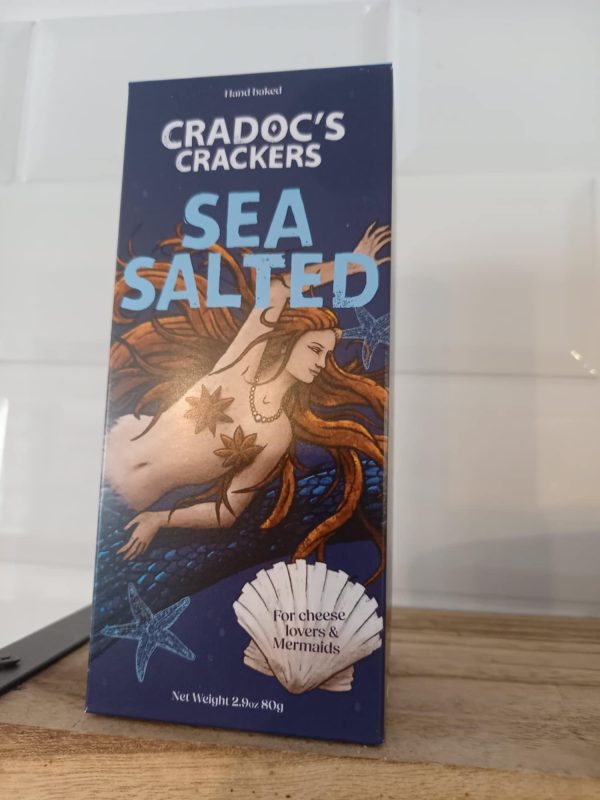 Hand baked
CRADOC'S
CRACKERS
SEA
SALTED
For cheese
lovers &
Mermaids
Net Weight 2.9oz 80g